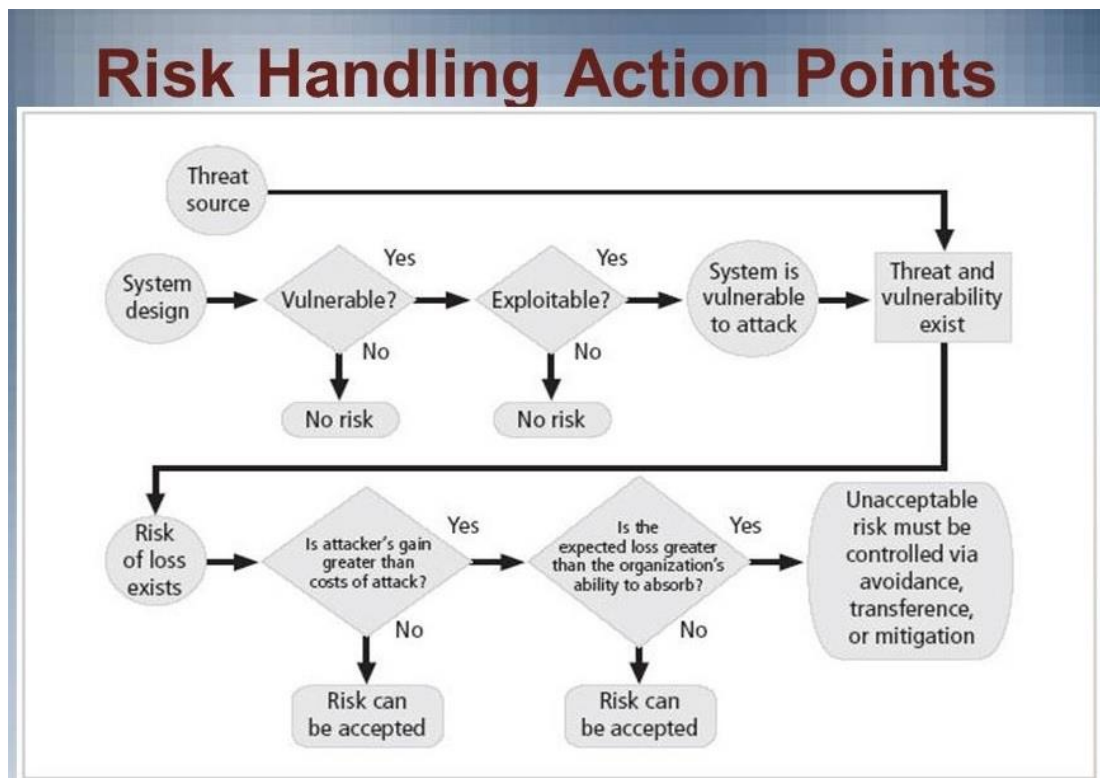 Risk Handling Action Points
Threat
source
System
design
Vulnerable?
Yes
No
No risk
Exploitable?
Yes
No
No risk
System is
vulnerable
to attack
Threat and
vulnerability
exist
Risk
of loss
exists
Is attacker's gain
greater than
costs of attack?
Yes
No
Risk can
be accepted
Is the
expected loss greater
than the organization's
ability to absorb?
Yes
No
Risk can
be accepted
Unacceptable
risk must be
controlled via
avoidance,
transference,
or mitigation